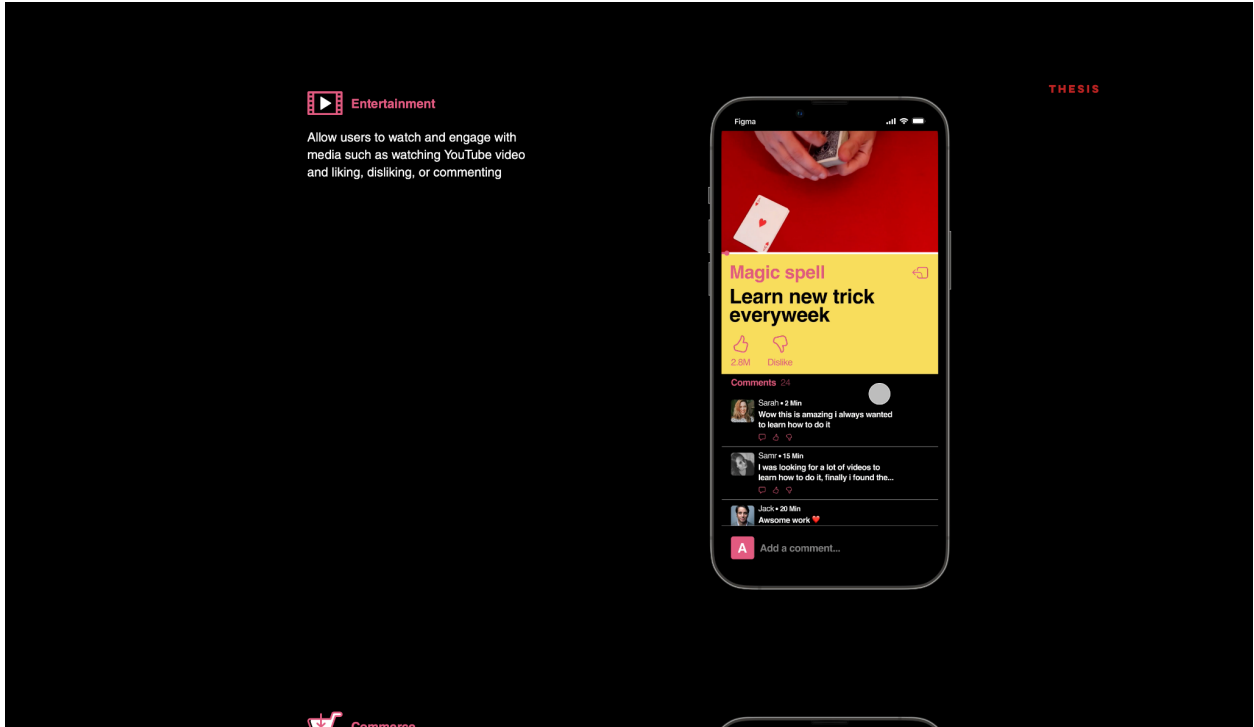 Entertainment
Allow users to watch and engage with
media such as watching YouTube video
and liking, disliking, or commenting
THESIS
Figma
Magic spell
Learn new trick
everyweek
2.8M
Dislike
Comments 24
Sarah • 2 Min
Wow this is amazing i always wanted
to learn how to do it
Samr • 15 Min
I was looking for a lot of videos to
learn how to do it, finally i found the...
Jack • 20 Min
Awsome work ❤️
A
Add a comment...
Commerse